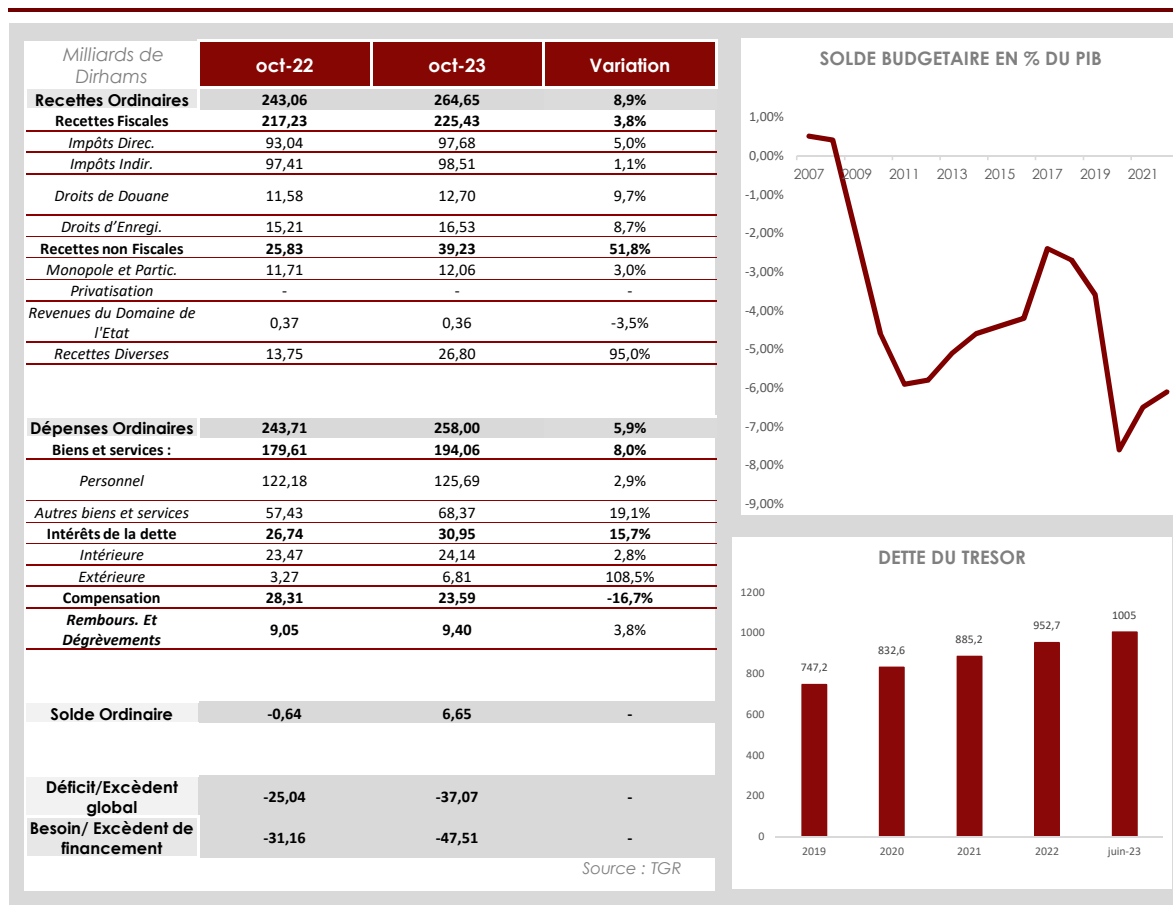 Milliards de
Dirhams
oct-22 oct-23 Variation
Recettes Ordinaires 243,06 264,65 8,9%
Recettes Fiscales 217,23 225,43 3,8%
Impôts Direc. 93,04 97,68 5,0%
Impôts Indir. 97,41 98,51 1,1%
Droits de Douane 11,58 12,70 9,7%
Droits d’Enregi. 15,21 16,53 8,7%
Recettes non Fiscales 25,83 39,23 51,8%
Monopole et Partic. 11,71 12,06 3,0%
Privatisation - - -
Revenues du Domaine de
l'Etat
0,37 0,36 -3,5%
Recettes Diverses 13,75 26,80 95,0%
Dépenses Ordinaires 243,71 258,00 5,9%
Biens et services : 179,61 194,06 8,0%
Personnel 122,18 125,69 2,9%
Autres biens et services 57,43 68,37 19,1%
Intérêts de la dette 26,74 30,95 15,7%
Intérieure 23,47 24,14 2,8%
Extérieure 3,27 6,81 108,5%
Compensation 28,31 23,59 -16,7%
Rembours. Et
Dégrèvements
9,05 9,40 3,8%
Solde Ordinaire -0,64 6,65 -
Déficit/Excèdent
global
-25,04 -37,07 -
Besoin/ Excèdent de
financement
-31,16 -47,51 -
Source : TGR
SOLDE BUDGETAIRE EN % DU PIB
1,00%
0,00%
2007 2009 2011 2013 2015 2017 2019 2021
-1,00%
-2,00%
-3,00%
-4,00%
-5,00%
-6,00%
-7,00%
-8,00%
-9,00%
DETTE DU TRESOR
1200
1000
800
600
400
200
0
747,2 832,6 885,2 952,7 1005
2019 2020 2021 2022 juin-23